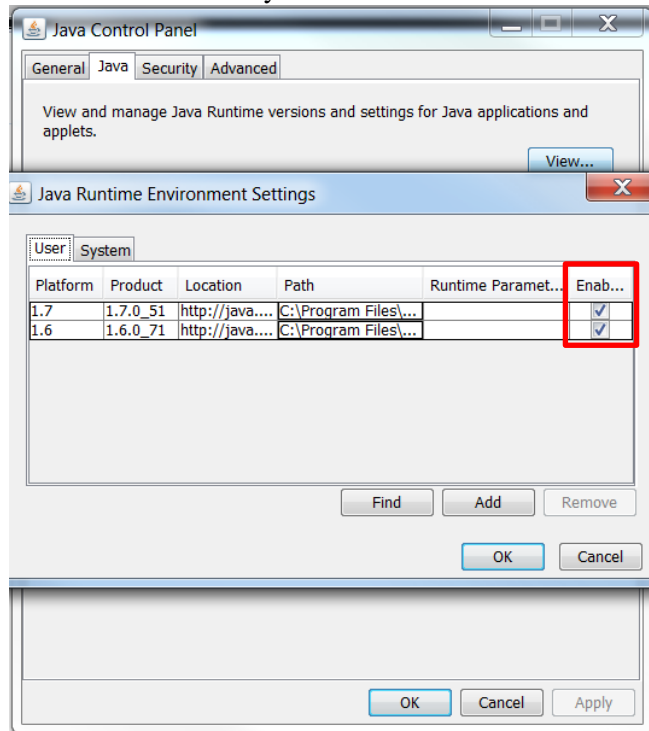 Java Control Panel
General Java Security Advanced
View and manage Java Runtime versions and settings for Java applications and
applets.
View...
Java Runtime Environment Settings
User System
Platform Product Location Path Runtime Paramet... Enab...
1.7 1.7.0_51 http://java.... C:\Program Files\...
1.6 1.6.0_71 http://java.... C:\Program Files\...
Find Add Remove
OK Cancel
OK Cancel Apply